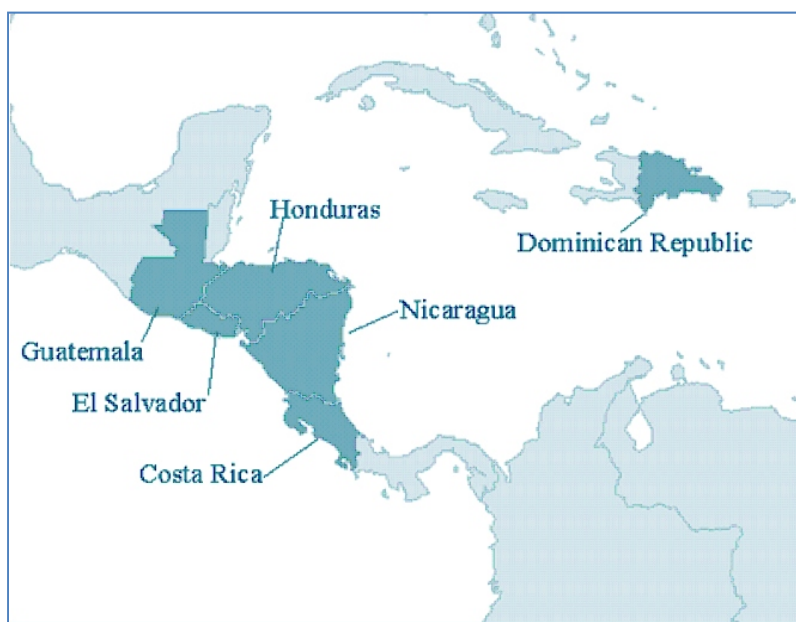 Honduras
Dominican Republic
Nicaragua
Guatemala
El Salvador
Costa Rica